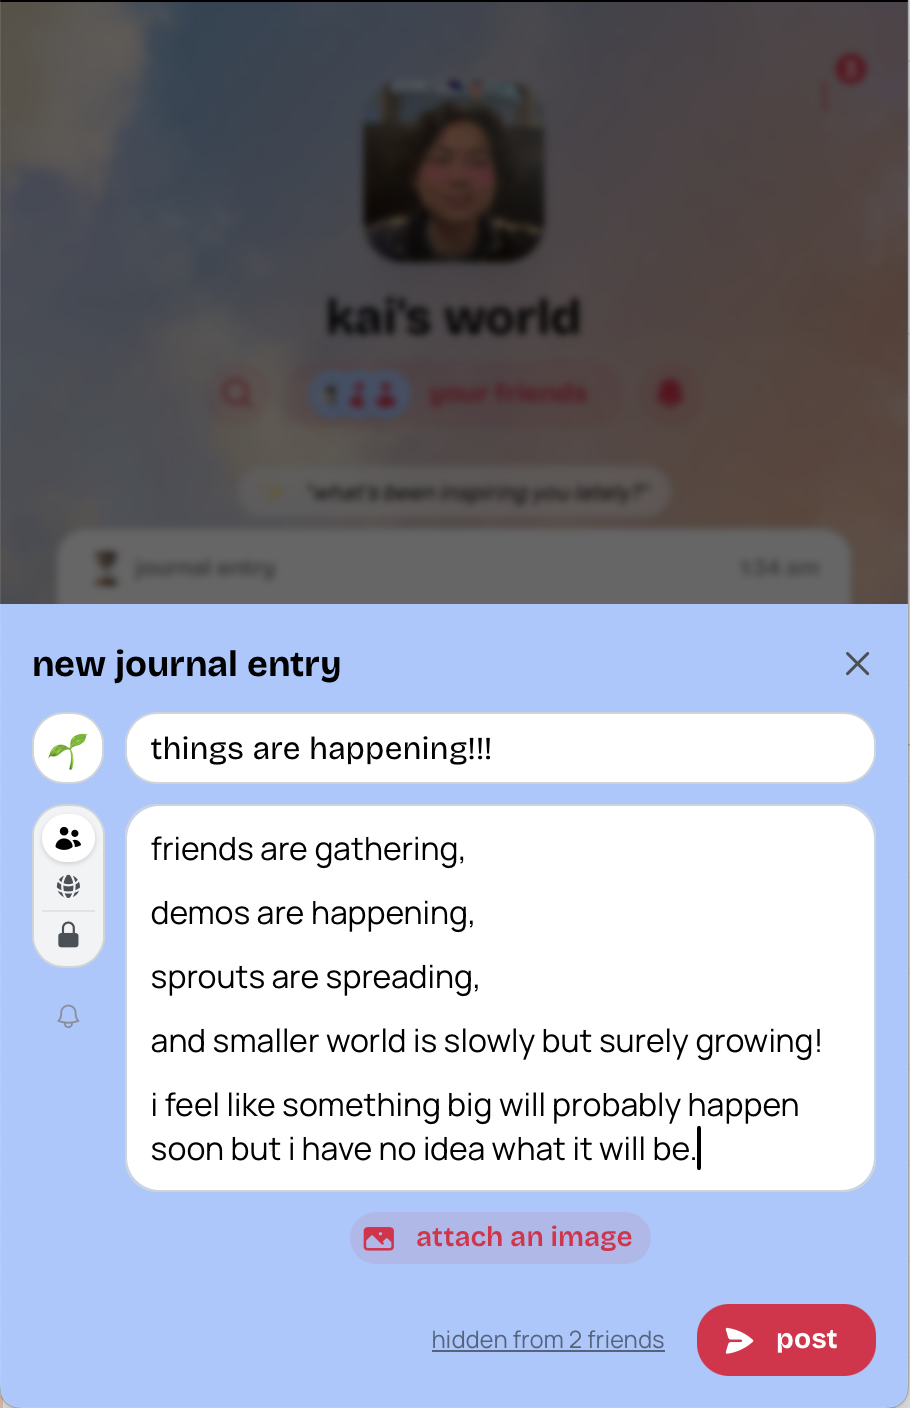 kai's world
your friends
"what's been inspiring you lately?"
journal entry
1:34 am
new journal entry
things are happening!!!
friends are gathering,
demos are happening,
sprouts are spreading,
and smaller world is slowly but surely growing!
i feel like something big will probably happen
soon but i have no idea what it will be.
attach an image
hidden from 2 friends
post